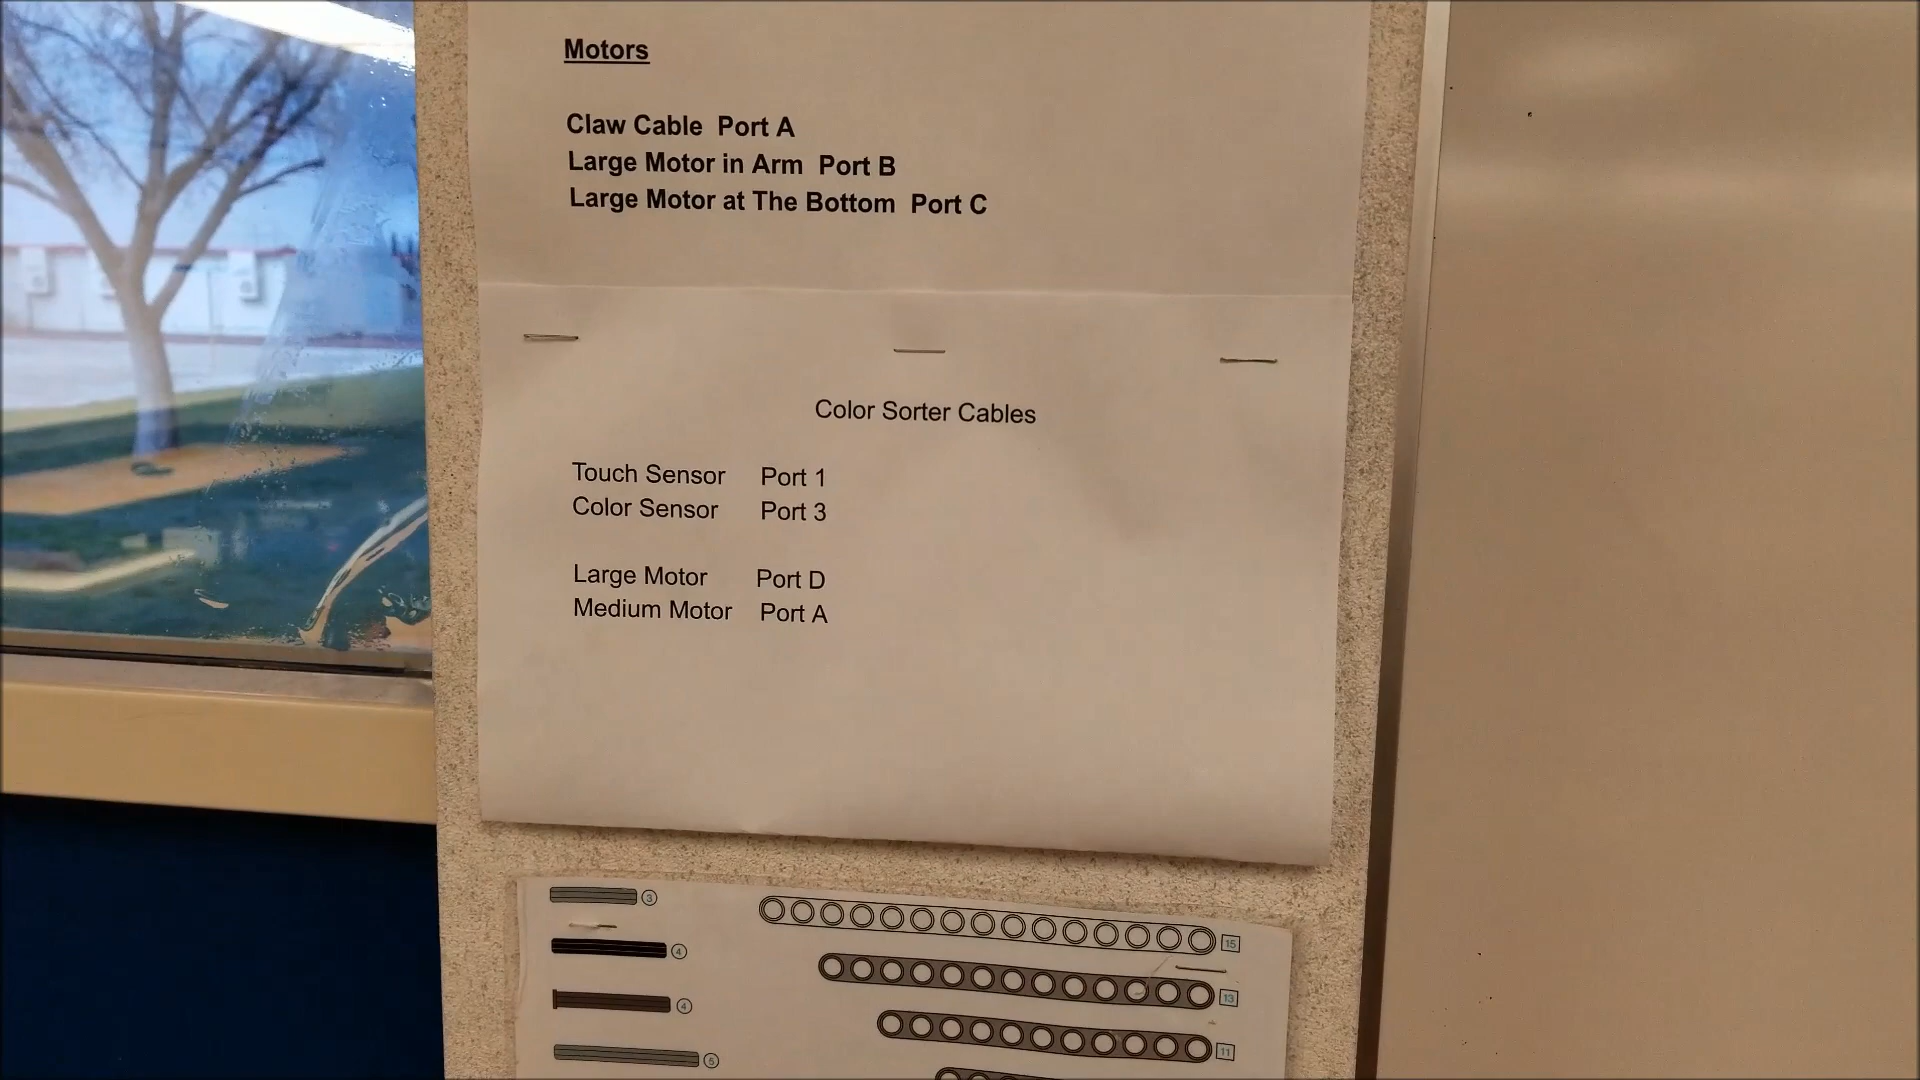 Motors
Claw Cable Port A
Large Motor in Arm Port B
Large Motor at The Bottom Port C
Color Sorter Cables
Touch Sensor Port 1
Color Sensor Port 3
Large Motor Port D
Medium Motor Port A
3
15
4
13
4
11
5